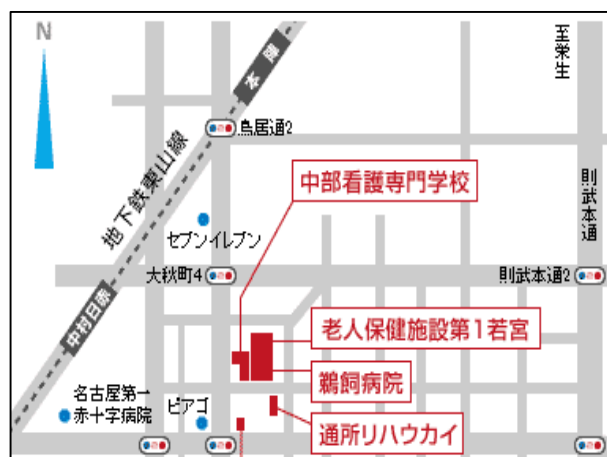 N
至栄生
本陣
鳥居通2
地下鉄東山線
中部看護専門学校
則武本通
セブンイレブン
大秋町4
則武本通2
中村日赤
老人保健施設第1若宮
鵜飼病院
名古屋第一
赤十字病院
ピアゴ
通所リハウカイ